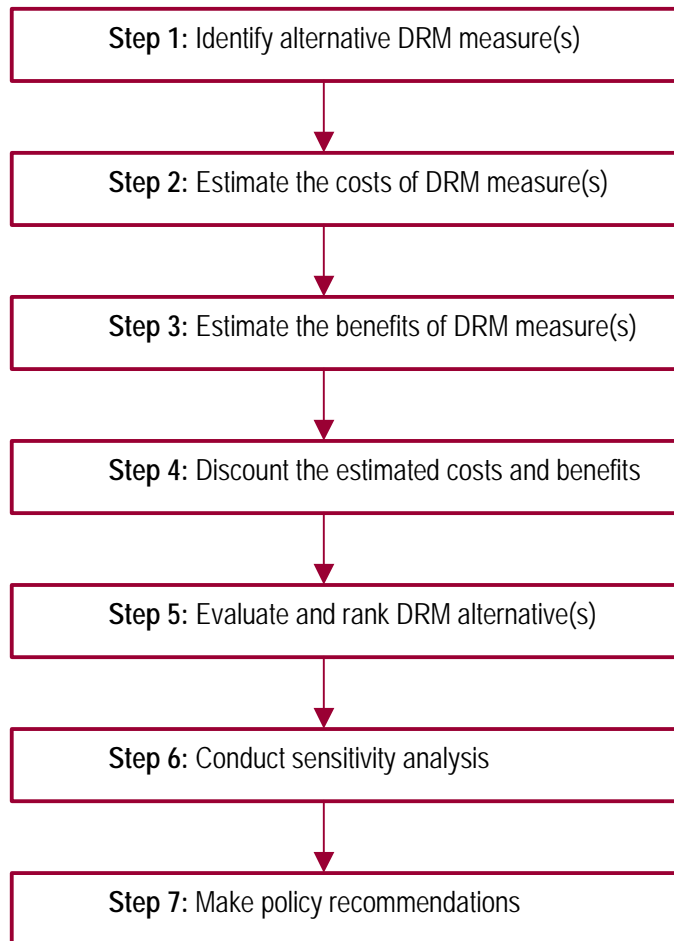 Step 1: Identify alternative DRM measure(s)
Step 2: Estimate the costs of DRM measure(s)
Step 3: Estimate the benefits of DRM measure(s)
Step 4: Discount the estimated costs and benefits
Step 5: Evaluate and rank DRM alternative(s)
Step 6: Conduct sensitivity analysis
Step 7: Make policy recommendations